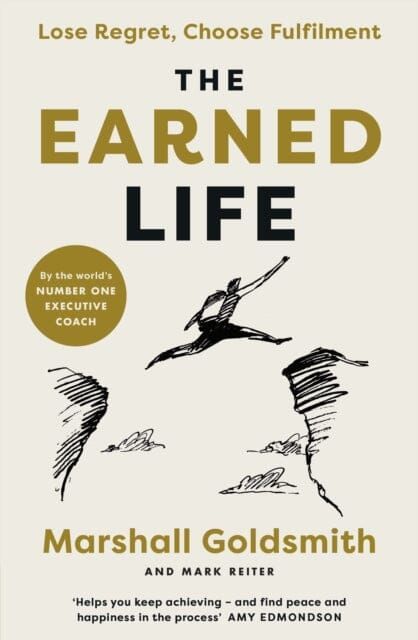 Lose Regret, Choose Fulfilment
THE
EARNED
LIFE
By the world's
NUMBER ONE
EXECUTIVE
COACH
Marshall Goldsmith
AND MARK REITER
‘Helps you keep achieving – and find peace and
happiness in the process’ AMY EDMONDSON